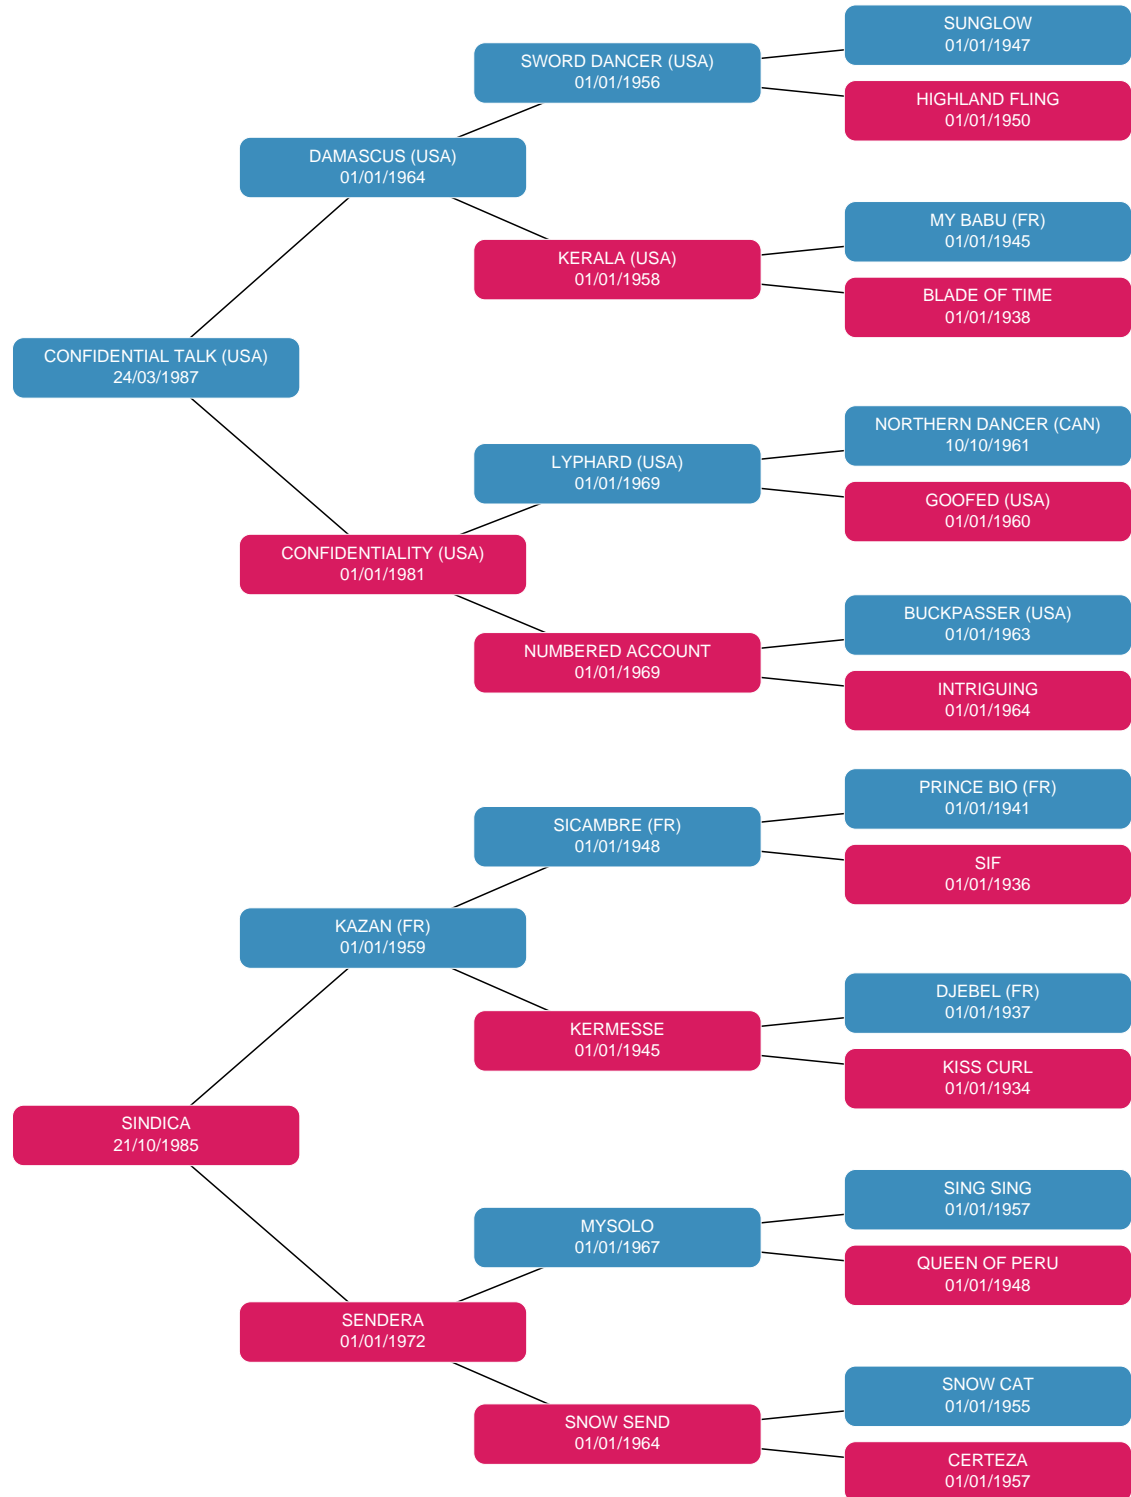 SUNGLOW
01/01/1947
SWORD DANCER (USA)
01/01/1956
HIGHLAND FLING
01/01/1950
DAMASCUS (USA)
01/01/1964
MY BABU (FR)
01/01/1945
KERALA (USA)
01/01/1958
BLADE OF TIME
01/01/1938
CONFIDENTIAL TALK (USA)
24/03/1987
NORTHERN DANCER (CAN)
10/10/1961
LYPHARD (USA)
01/01/1969
GOOFED (USA)
01/01/1960
CONFIDENTIALITY (USA)
01/01/1981
BUCKPASSER (USA)
01/01/1963
NUMBERED ACCOUNT
01/01/1969
INTRIGUING
01/01/1964
PRINCE BIO (FR)
01/01/1941
SICAMBRE (FR)
01/01/1948
SIF
01/01/1936
KAZAN (FR)
01/01/1959
DJEBEL (FR)
01/01/1937
KERMESSE
01/01/1945
KISS CURL
01/01/1934
SINDICA
21/10/1985
SING SING
01/01/1957
MYSOLO
01/01/1967
QUEEN OF PERU
01/01/1948
SENDERA
01/01/1972
SNOW CAT
01/01/1955
SNOW SEND
01/01/1964
CERTEZA
01/01/1957